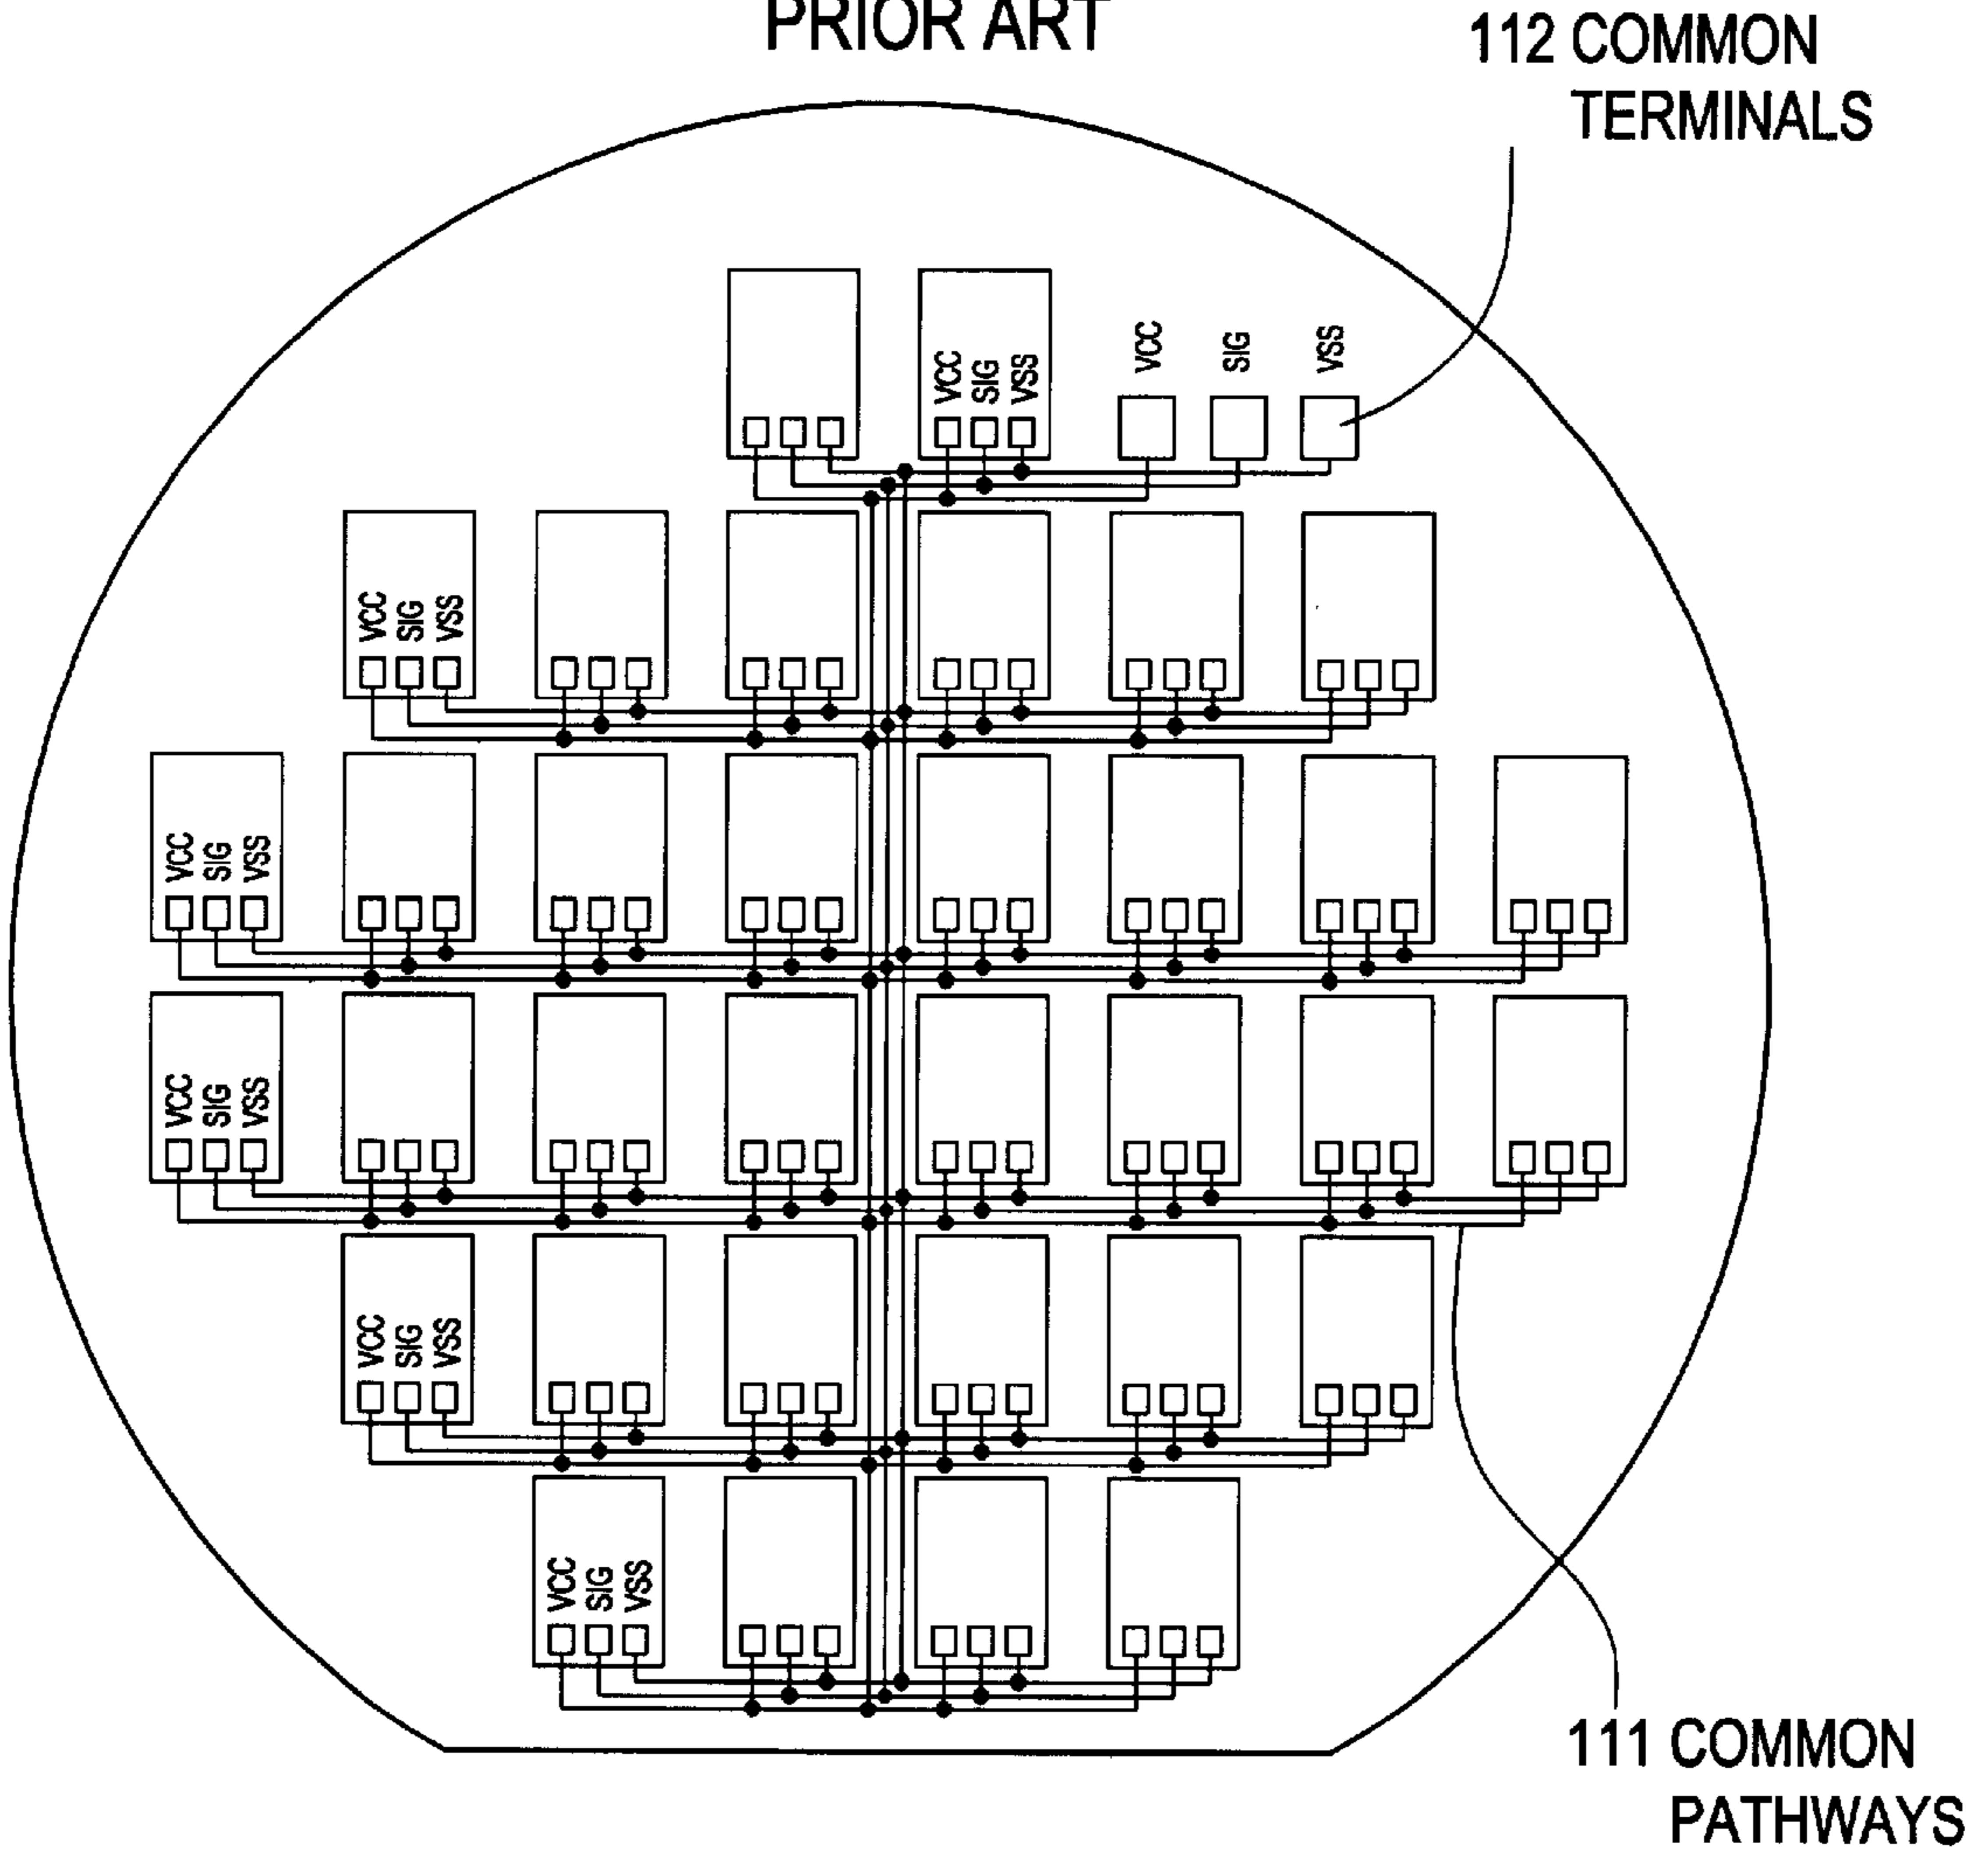 PRIOR ART
112 COMMON
TERMINALS
VCC SIG VSS
VCC SIG VSS
VCC SIG VSS
VCC SIG VSS
VCC SIG VSS
VCC SIG VSS
VCC SIG VSS
111 COMMON
PATHWAYS